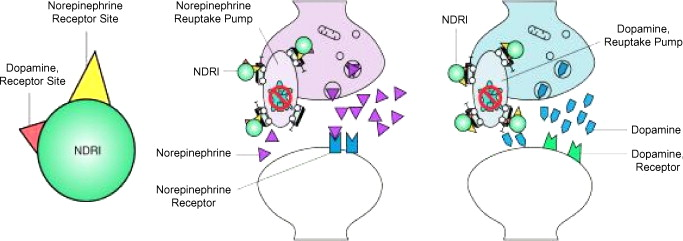 Norepinephrine
Receptor Site
Dopamine,
Receptor Site
NDRI
Norepinephrine
Reuptake Pump
NDRI
Norepinephrine
Norepinephrine
Receptor
NDRI
Dopamine,
Reuptake Pump
Dopamine
Dopamine,
Receptor